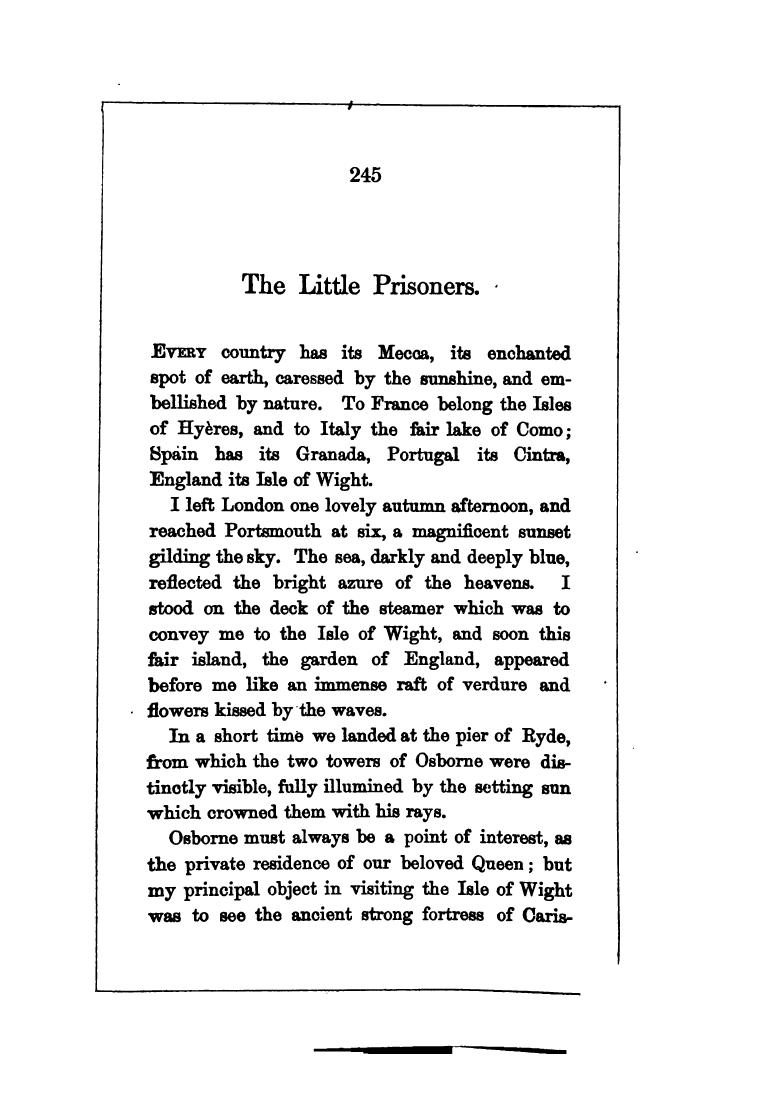 245
The Little Prisoners.
EVERY country has its Mecca, its enchanted
spot of earth, caressed by the sunshine, and em-
bellished by nature. To France belong the Isles
of Hyères, and to Italy the fair lake of Como;
Spain has its Granada, Portugal its Cintra,
England its Isle of Wight.
I left London one lovely autumn afternoon, and
reached Portsmouth at six, a magnificent sunset
gilding the sky. The sea, darkly and deeply blue,
reflected the bright azure of the heavens. I
stood on the deck of the steamer which was to
convey me to the Isle of Wight, and soon this
fair island, the garden of England, appeared
before me like an immense raft of verdure and
flowers kissed by the waves.
In a short time we landed at the pier of Ryde,
from which the two towers of Osborne were dis-
tinctly visible, fully illumined by the setting sun
which crowned them with his rays.
Osborne must always be a point of interest, as
the private residence of our beloved Queen; but
my principal object in visiting the Isle of Wight
was to see the ancient strong fortress of Caris-